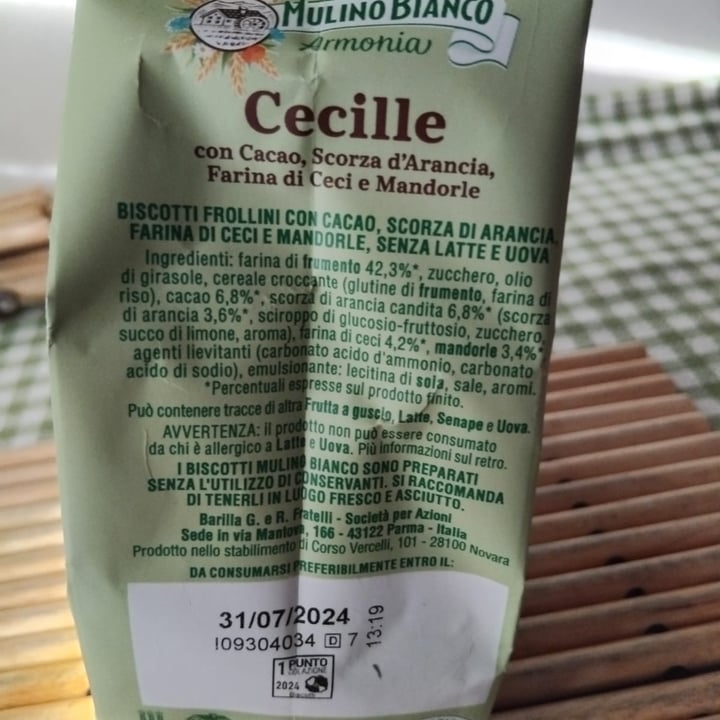 MULINO BIANCO
Armonia
Cecille
con Cacao, Scorza d'Arancia,
Farina di Ceci e Mandorle
BISCOTTI FROLLINI CON CACAO, SCORZA DI ARANCIA,
FARINA DI CECI E MANDORLE, SENZA LATTE E UOVA
Ingredienti: farina di frumento 42,3%*, zucchero, olio
di girasole, cereale croccante (glutine di frumento, farina di
riso), cacao 6,8%*, scorza di arancia candita 6,8%* (scorza
di arancia 3,6%*, sciroppo di glucosio-fruttosio, zucchero,
succo di limone, aroma), farina di ceci 4,2%*, mandorle 3,4%*,
agenti lievitanti (carbonato acido d'ammonio, carbonato
acido di sodio), emulsionante: lecitina di soia, sale, aromi.
*Percentuali espresse sul prodotto finito.
Può contenere tracce di altra Frutta a guscio, Latte, Senape e Uova.
AVVERTENZA: il prodotto non può essere consumato
da chi è allergico a Latte e Uova. Più informazioni sul retro.
I BISCOTTI MULINO BIANCO SONO PREPARATI
SENZA L'UTILIZZO DI CONSERVANTI. SI RACCOMANDA
DI TENERLI IN LUOGO FRESCO E ASCIUTTO.
Barilla G. e R. Fratelli - Società per Azioni
Sede in via Mantova, 166 - 43122 Parma - Italia
Prodotto nello stabilimento di Corso Vercelli, 101 - 28100 Novara
DA CONSUMARSI PREFERIBILMENTE ENTRO IL:
31/07/2024
!09304034 D 7 13:19
1 PUNTO
COLAZIONE
2024
Biscotti